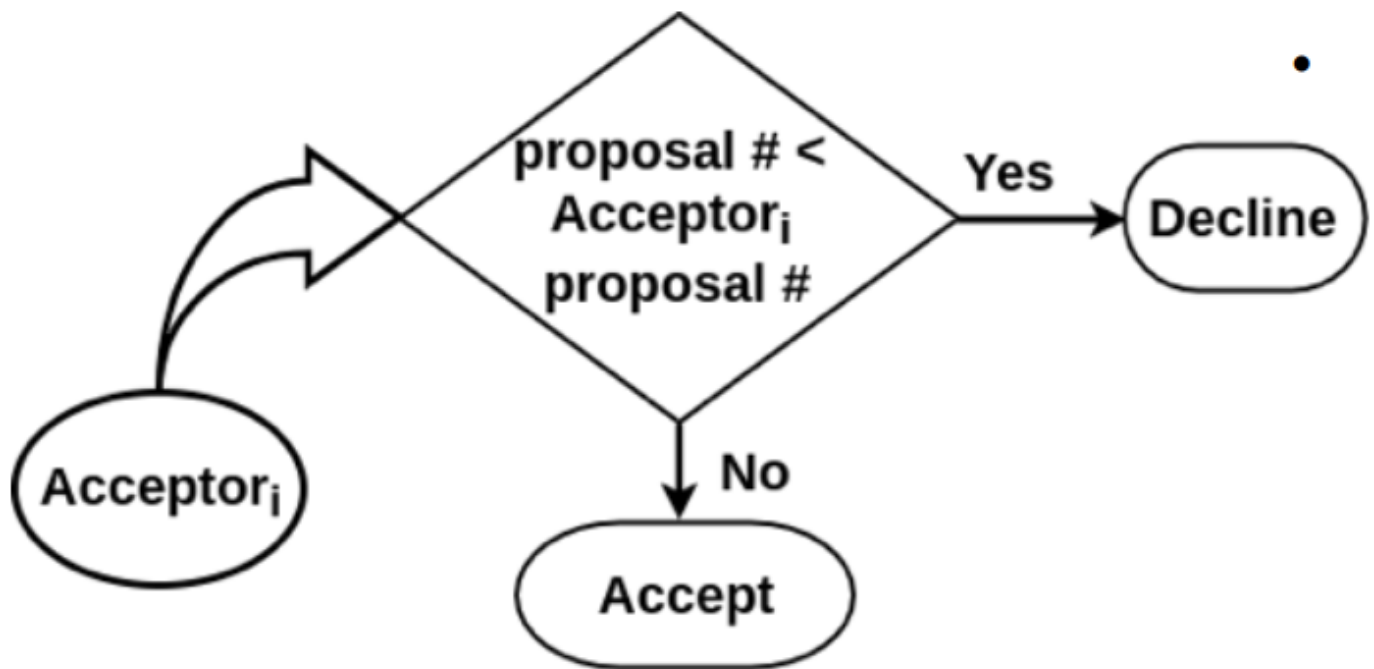 proposal # <
Acceptorᵢ
proposal #
Yes
Decline
No
Acceptorᵢ
Accept